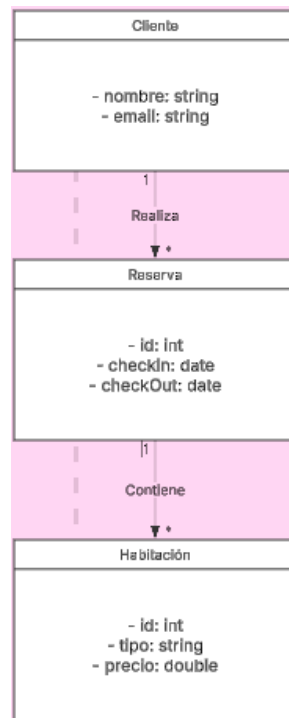 Cliente
- nombre: string
- email: string
1
Realiza
*
Reserva
- id: int
- checkin: date
- checkOut: date
1
Contiene
*
Habitación
- id: int
- tipo: string
- precio: double